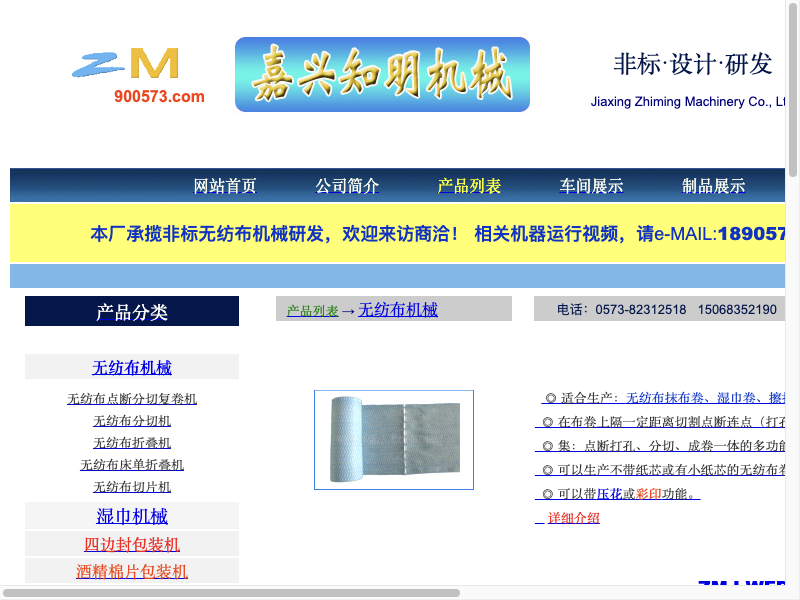 ZM
900573.com
嘉兴知明机械
非标·设计·研发
Jiaxing Zhiming Machinery Co., Lt
网站首页 公司简介 产品列表 车间展示 制品展示
本厂承揽非标无纺布机械研发，欢迎来访商洽！ 相关机器运行视频，请e-MAIL:189057
产品分类
产品列表→无纺布机械
电话：0573-82312518 15068352190
无纺布机械
无纺布点断分切复卷机
无纺布分切机
无纺布折叠机
无纺布床单折叠机
无纺布切片机
湿巾机械
四边封包装机
酒精棉片包装机
◎ 适合生产：无纺布抹布卷、湿巾卷、擦拭
◎ 在布卷上隔一定距离切割点断连点（打孔
◎ 集：点断打孔、分切、成卷一体的多功能
◎ 可以生产不带纸芯或有小纸芯的无纺布卷
◎ 可以带压花或彩印功能。
详细介绍